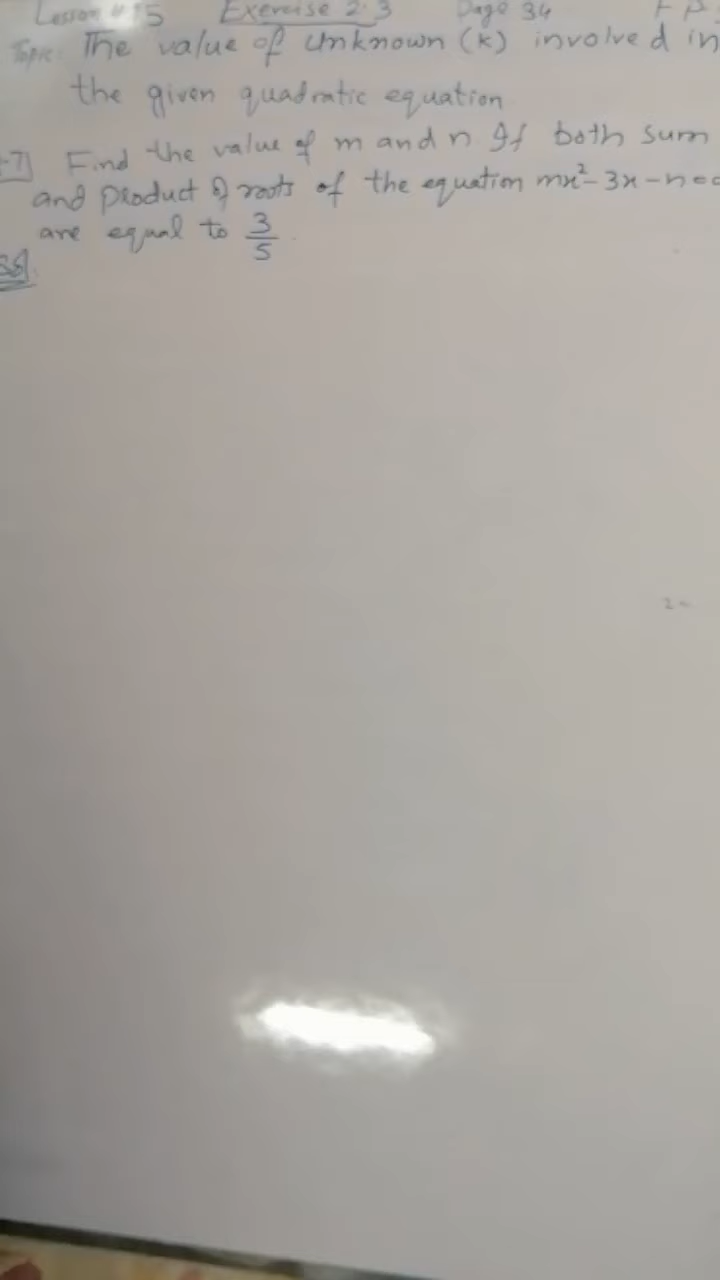 Lesson # 15 Exercise 2.3 Page 34
Topic: The value of unknown (k) involved in
the given quadratic equation
-7 Find the value of m and n If both sum
and product of roots of the equation mx²-3x-n=0
are equal to 3/5
Sol